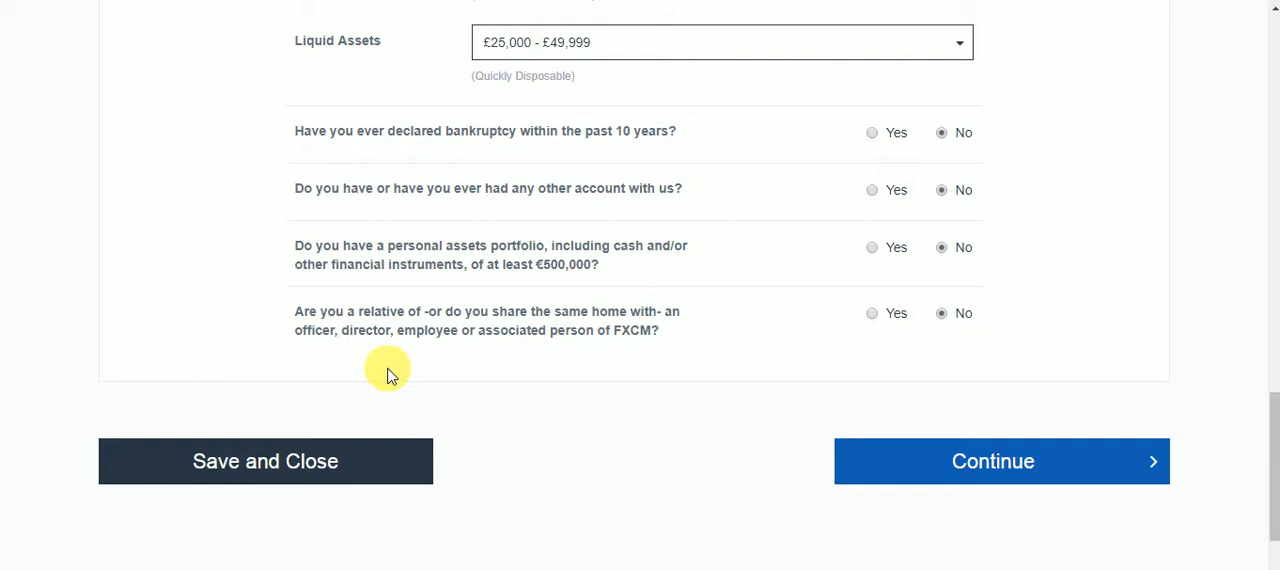 Liquid Assets
£25,000 - £49,999
(Quickly Disposable)
Have you ever declared bankruptcy within the past 10 years?
Yes No
Do you have or have you ever had any other account with us?
Yes No
Do you have a personal assets portfolio, including cash and/or
other financial instruments, of at least €500,000?
Yes No
Are you a relative of -or do you share the same home with- an
officer, director, employee or associated person of FXCM?
Yes No
Save and Close
Continue